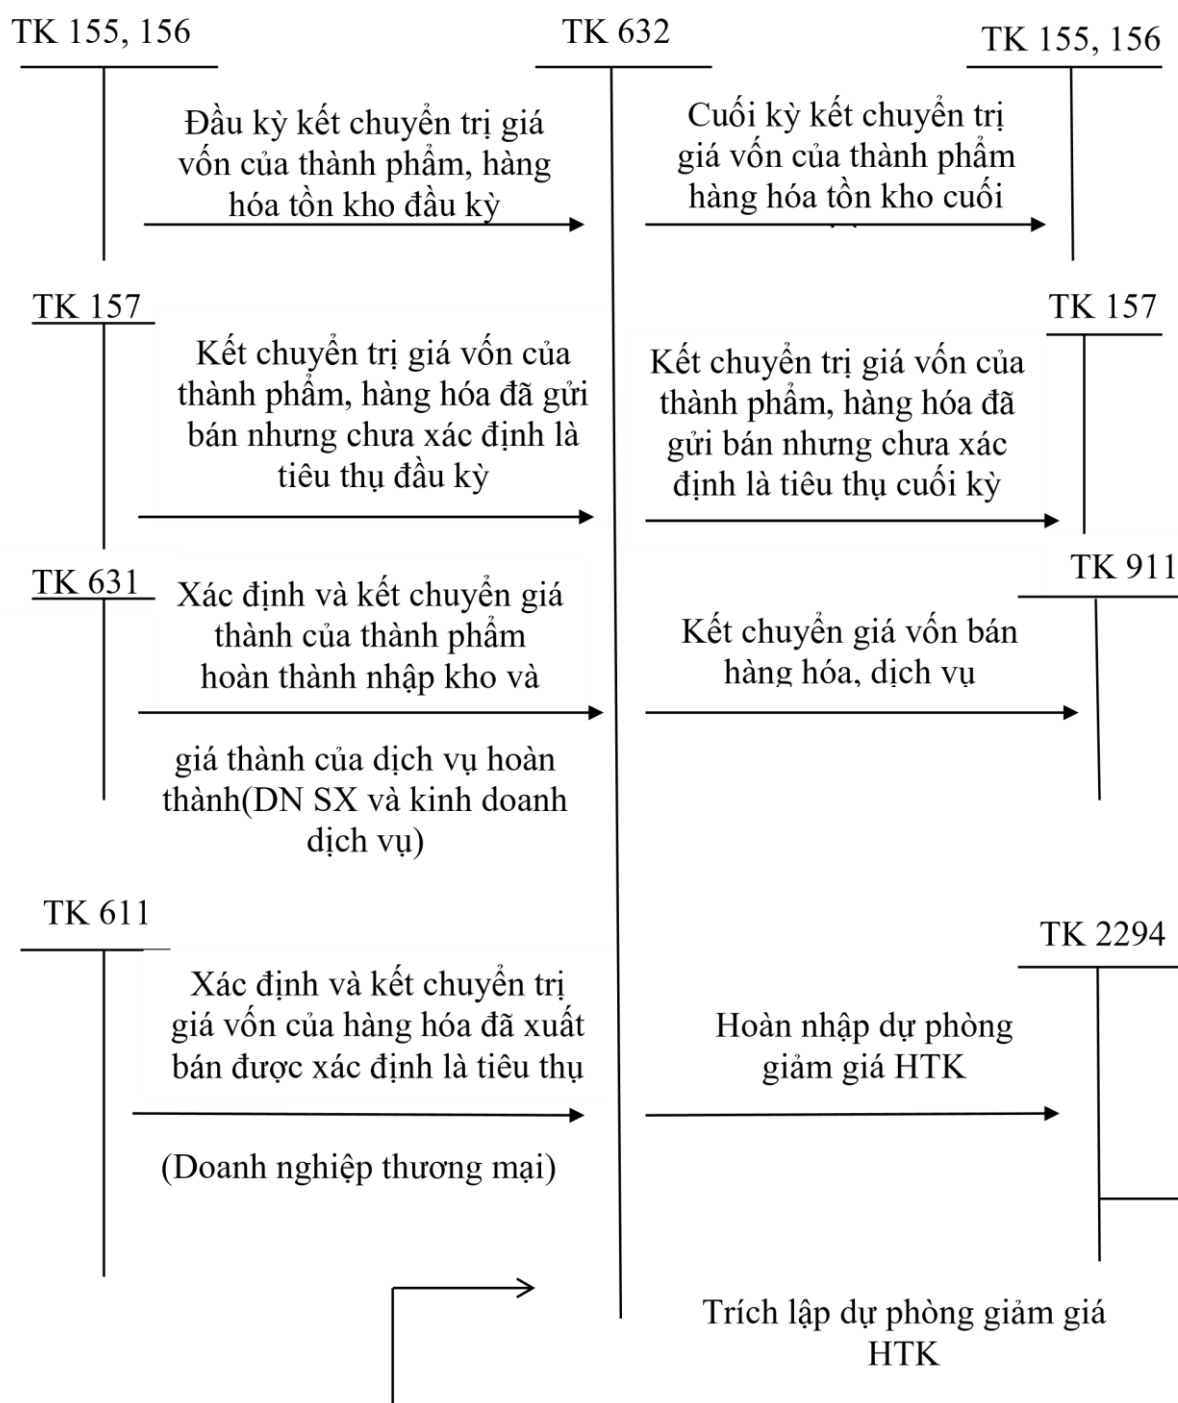 TK 155, 156
TK 632
TK 155, 156
Đầu kỳ kết chuyển trị giá
vốn của thành phẩm, hàng
hóa tồn kho đầu kỳ
Cuối kỳ kết chuyển trị
giá vốn của thành phẩm
hàng hóa tồn kho cuối
TK 157
TK 157
Kết chuyển trị giá vốn của
thành phẩm, hàng hóa đã gửi
bán nhưng chưa xác định là
tiêu thụ đầu kỳ
Kết chuyển trị giá vốn của
thành phẩm, hàng hóa đã
gửi bán nhưng chưa xác
định là tiêu thụ cuối kỳ
TK 631
TK 911
Xác định và kết chuyển giá
thành của thành phẩm
hoàn thành nhập kho và
giá thành của dịch vụ hoàn
thành(DN SX và kinh doanh
dịch vụ)
Kết chuyển giá vốn bán
hàng hóa, dịch vụ
TK 611
TK 2294
Xác định và kết chuyển trị
giá vốn của hàng hóa đã xuất
bán được xác định là tiêu thụ
(Doanh nghiệp thương mại)
Hoàn nhập dự phòng
giảm giá HTK
Trích lập dự phòng giảm giá
HTK